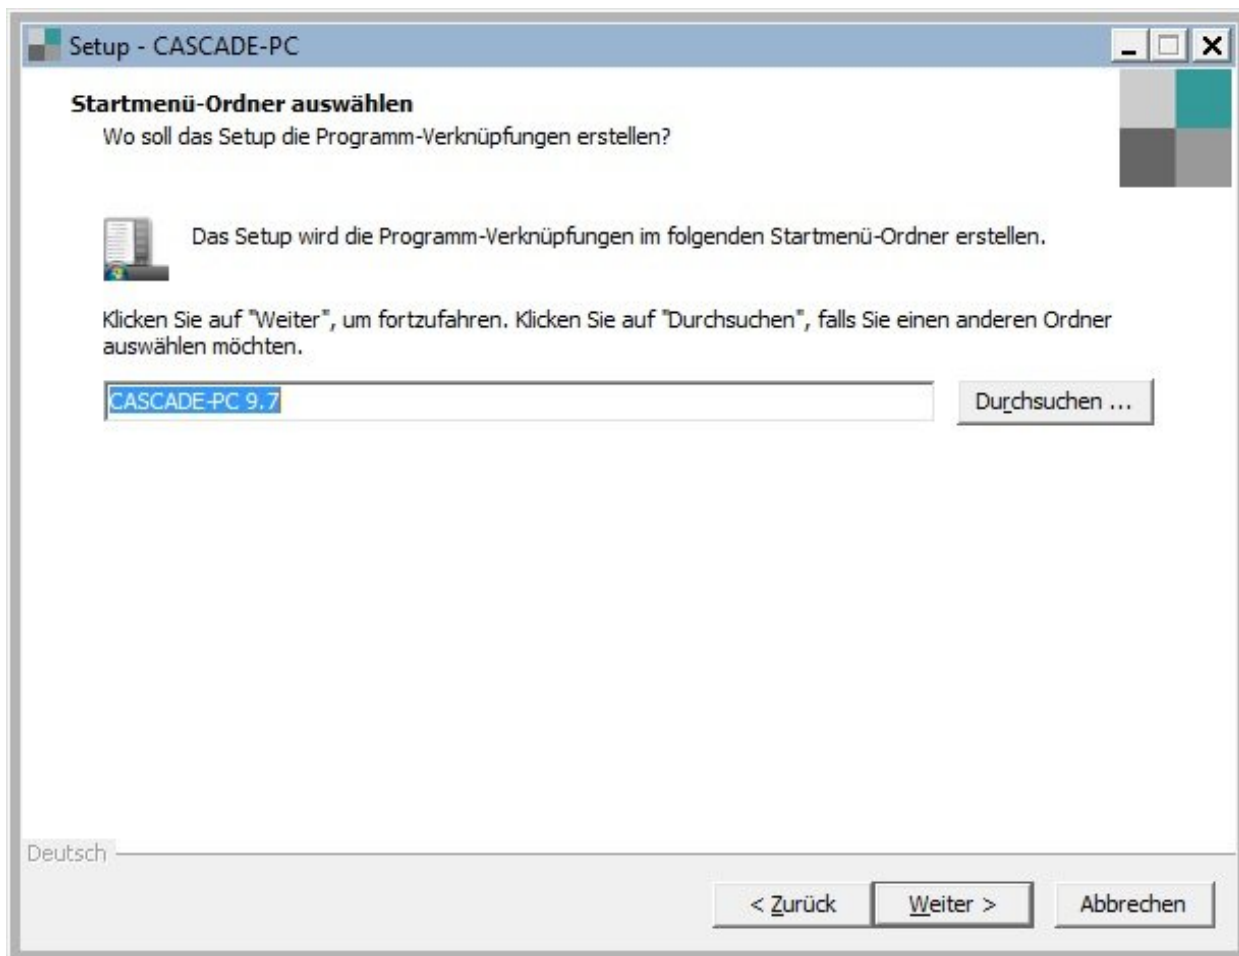 Setup - CASCADE-PC
Startmenü-Ordner auswählen
Wo soll das Setup die Programm-Verknüpfungen erstellen?
Das Setup wird die Programm-Verknüpfungen im folgenden Startmenü-Ordner erstellen.
Klicken Sie auf "Weiter", um fortzufahren. Klicken Sie auf "Durchsuchen", falls Sie einen anderen Ordner
auswählen möchten.
CASCADE-PC 9.7
Durchsuchen ...
Deutsch
< Zurück
Weiter >
Abbrechen